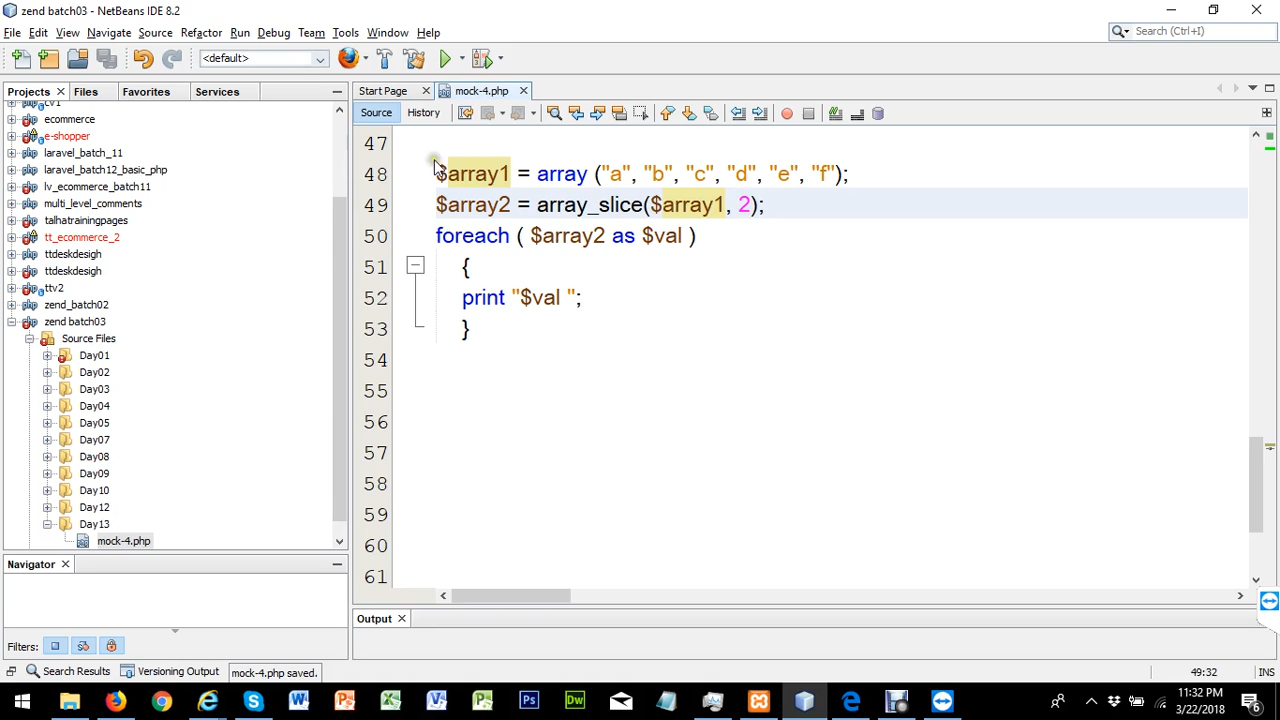 zend batch03 - NetBeans IDE 8.2
File Edit View Navigate Source Refactor Run Debug Team Tools Window Help
Search (Ctrl+I)
<default>
Projects Files Favorites Services
Start Page mock-4.php
Source History
cv1
ecommerce
e-shopper
laravel_batch_11
laravel_batch12_basic_php
lv_ecommerce_batch11
multi_level_comments
talhatrainingpages
tt_ecommerce_2
ttdeskdesigh
ttdeskdesigh
ttv2
zend_batch02
zend batch03
Source Files
Day01
Day02
Day03
Day04
Day05
Day07
Day08
Day09
Day10
Day12
Day13
mock-4.php
47
48 $array1 = array ("a", "b", "c", "d", "e", "f");
49 $array2 = array_slice($array1, 2);
50 foreach ( $array2 as $val )
51 {
52 print "$val ";
53 }
54
55
56
57
58
59
60
61
Navigator
Output
Filters:
Search Results Versioning Output mock-4.php saved.
49:32 INS
11:32 PM
3/22/2018
6